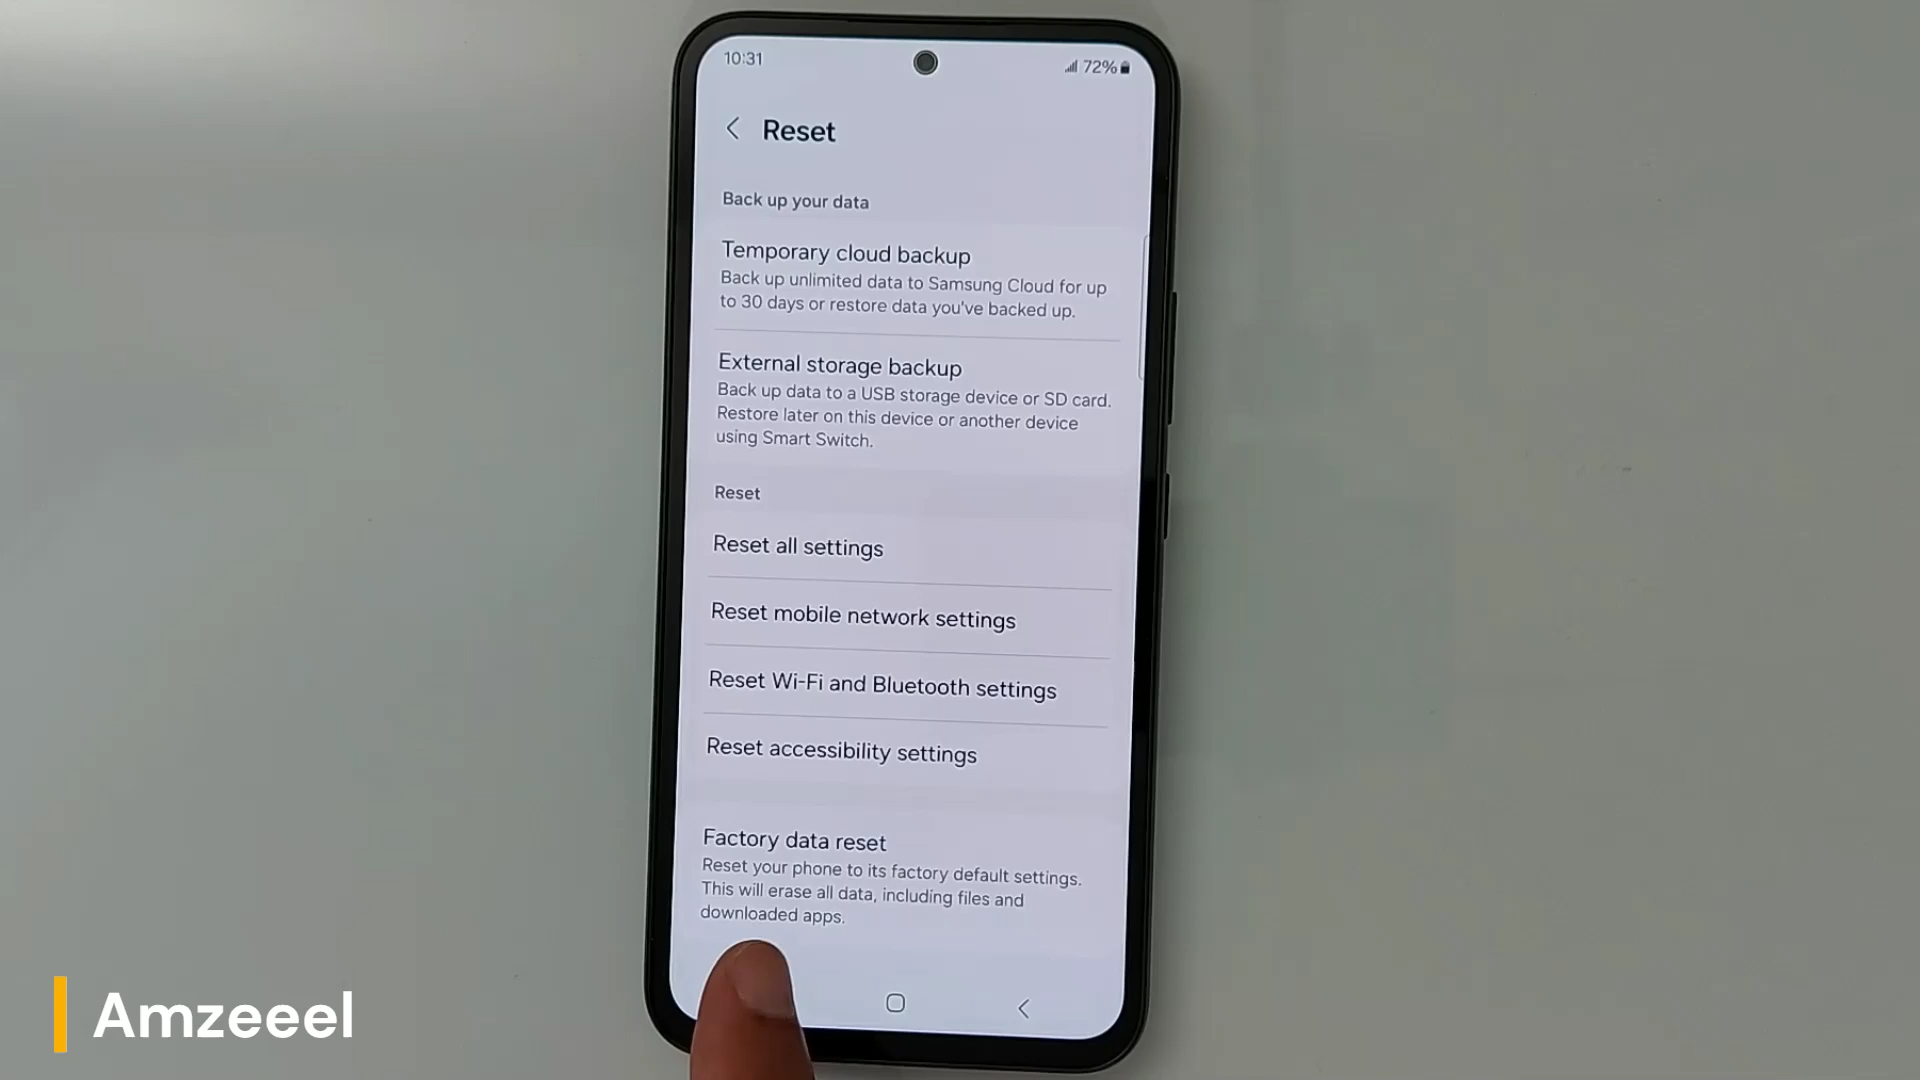 10:31
72%
Reset
Back up your data
Temporary cloud backup
Back up unlimited data to Samsung Cloud for up
to 30 days or restore data you've backed up.
External storage backup
Back up data to a USB storage device or SD card.
Restore later on this device or another device
using Smart Switch.
Reset
Reset all settings
Reset mobile network settings
Reset Wi-Fi and Bluetooth settings
Reset accessibility settings
Factory data reset
Reset your phone to its factory default settings.
This will erase all data, including files and
downloaded apps.
Amzeeel